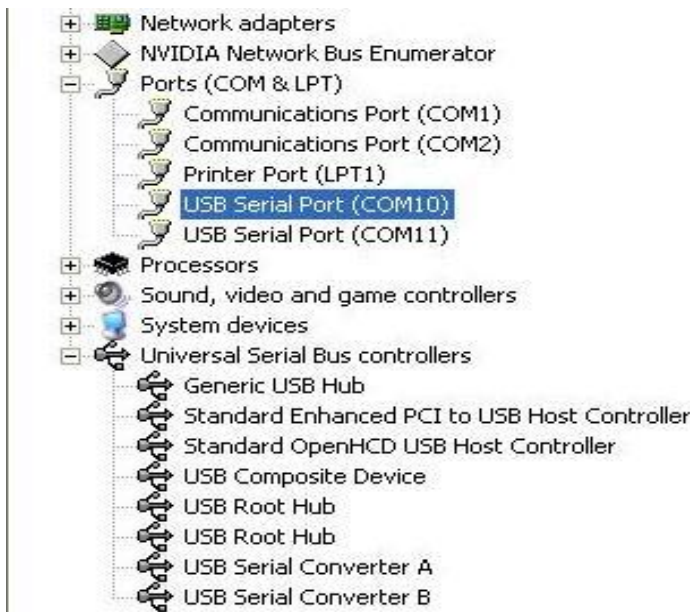 Network adapters
NVIDIA Network Bus Enumerator
Ports (COM & LPT)
Communications Port (COM1)
Communications Port (COM2)
Printer Port (LPT1)
USB Serial Port (COM10)
USB Serial Port (COM11)
Processors
Sound, video and game controllers
System devices
Universal Serial Bus controllers
Generic USB Hub
Standard Enhanced PCI to USB Host Controller
Standard OpenHCD USB Host Controller
USB Composite Device
USB Root Hub
USB Root Hub
USB Serial Converter A
USB Serial Converter B